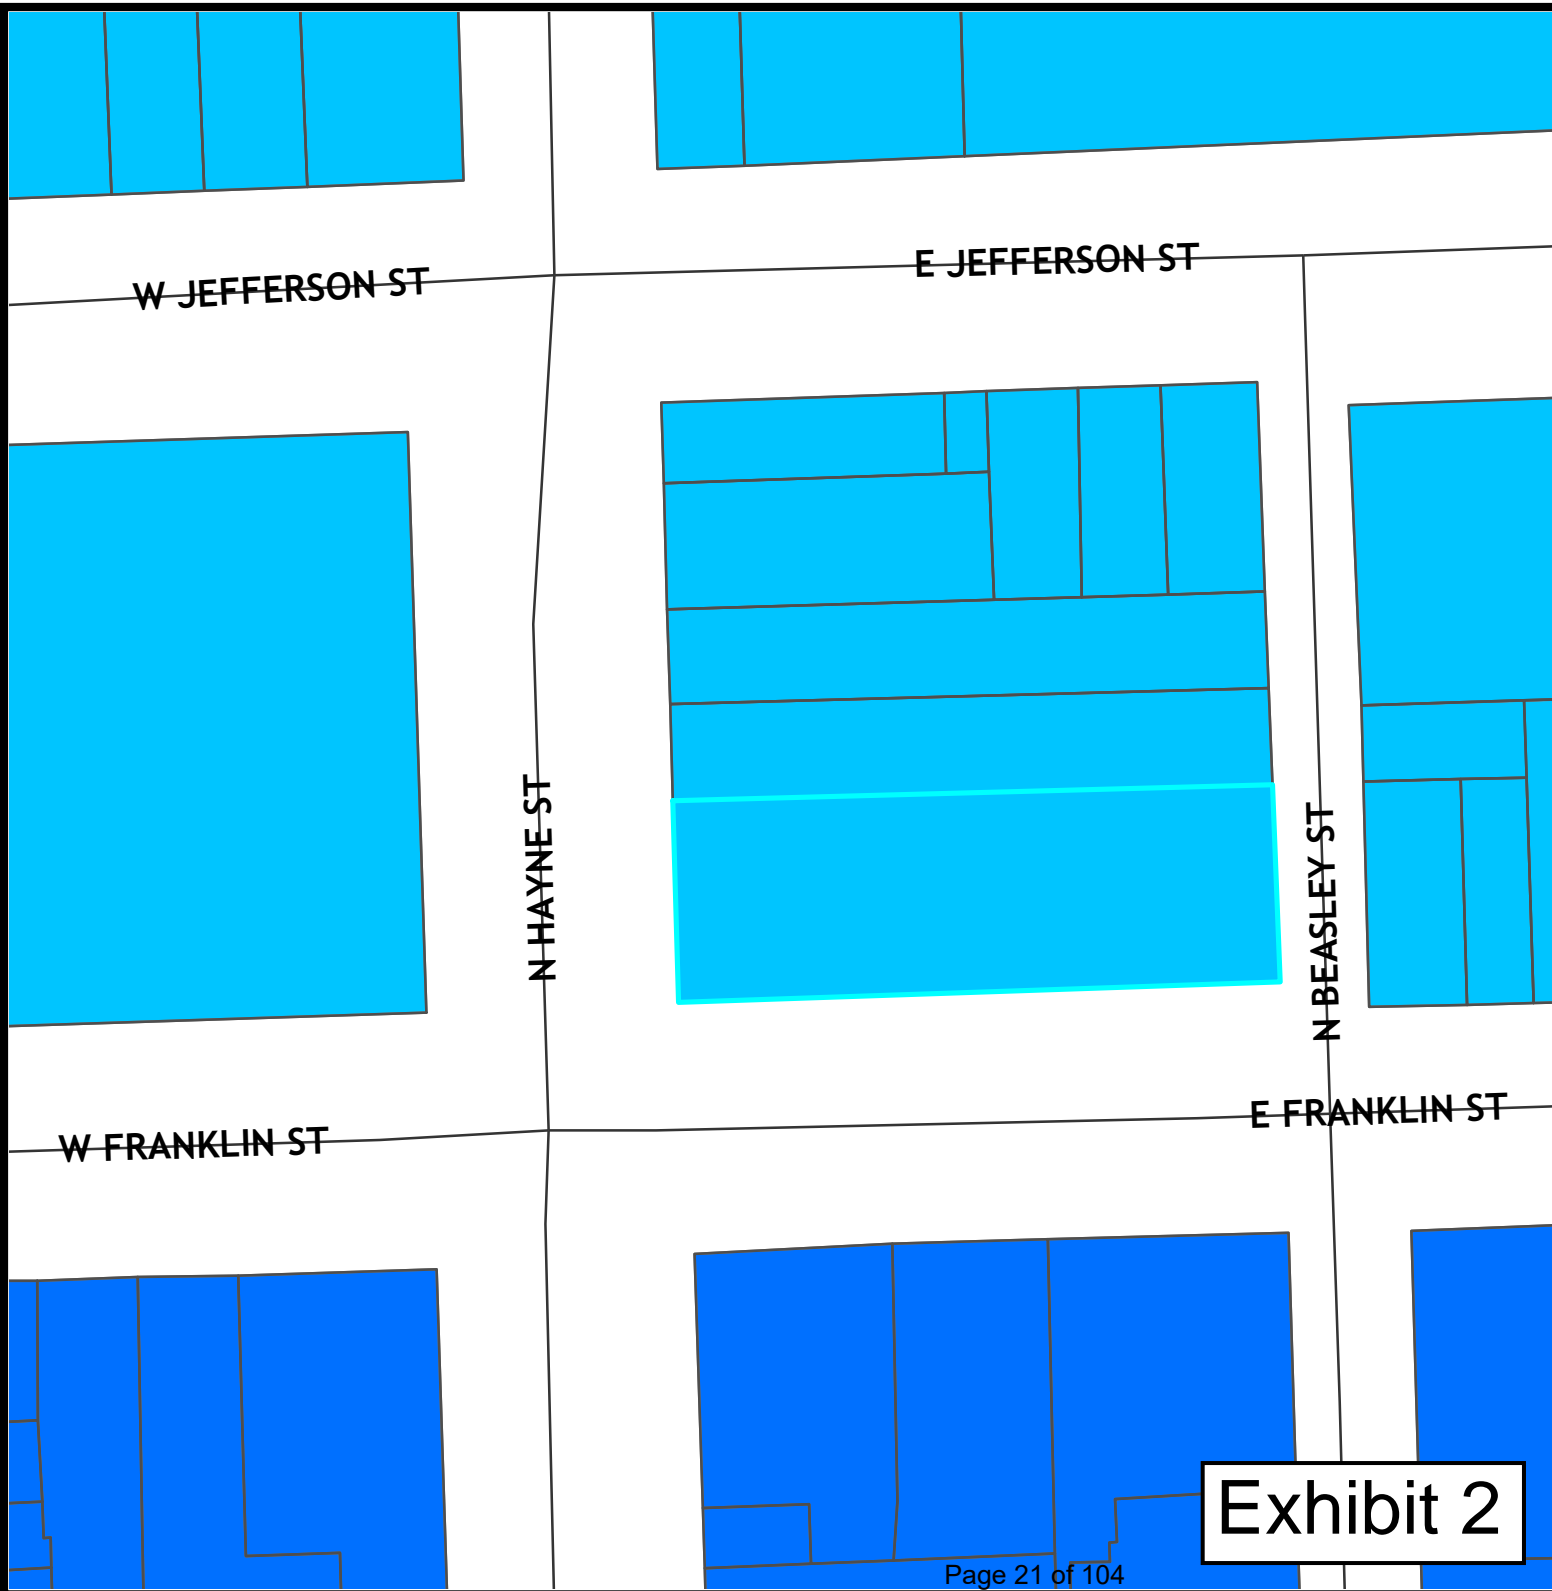 E JEFFERSON ST
W JEFFERSON ST
N HAYNE ST
N BEASLEY ST
E FRANKLIN ST
W FRANKLIN ST
Exhibit 2
Page 21 of 104